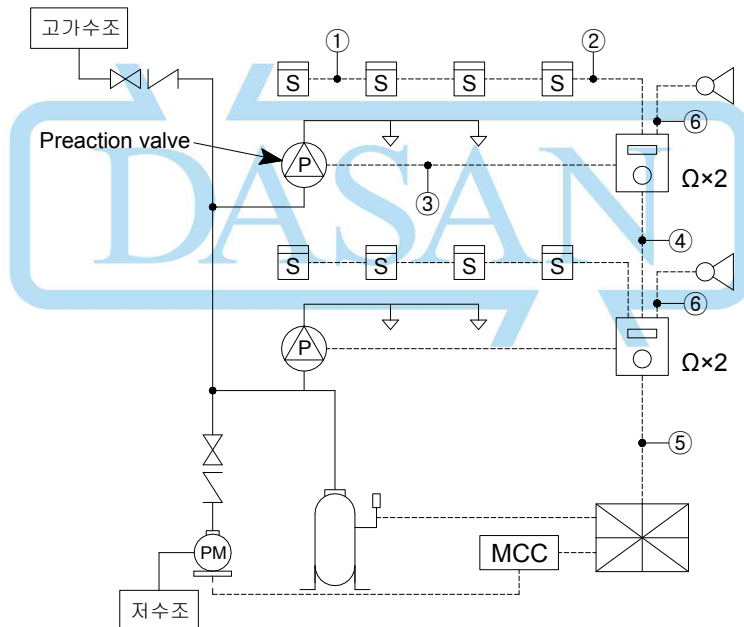 고가수조
① ②
S S S S
⑥
Preaction valve
P
③
Ω×2
DASAN
④
S S S S
⑥
P
Ω×2
⑤
MCC
PM
저수조